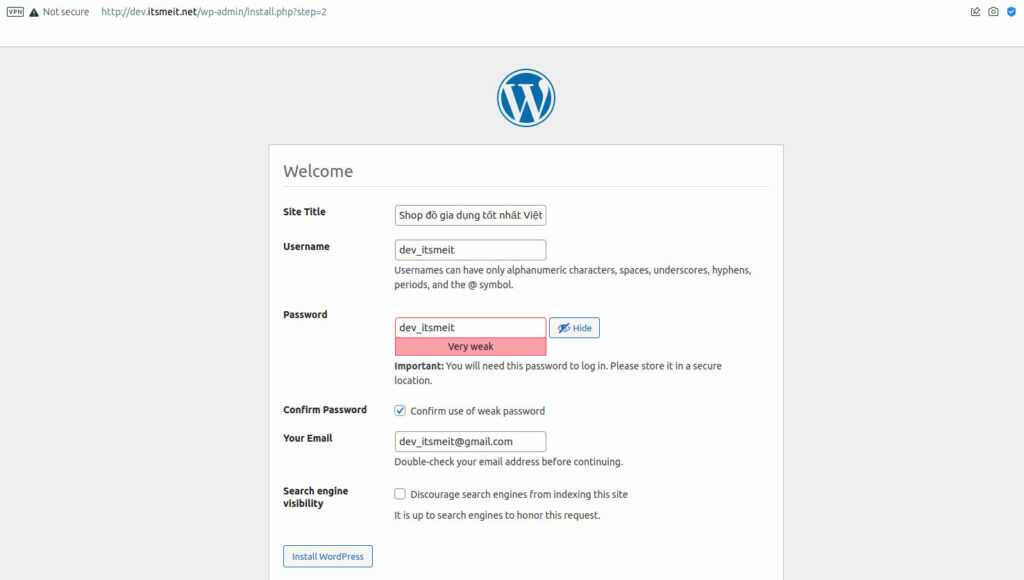 VPN Not secure http://dev.itsmeit.net/wp-admin/install.php?step=2
Welcome
Site Title
Shop đồ gia dụng tốt nhất Việt
Username
dev_itsmeit
Usernames can have only alphanumeric characters, spaces, underscores, hyphens,
periods, and the @ symbol.
Password
dev_itsmeit
Hide
Very weak
Important: You will need this password to log in. Please store it in a secure
location.
Confirm Password
Confirm use of weak password
Your Email
dev_itsmeit@gmail.com
Double-check your email address before continuing.
Search engine
visibility
Discourage search engines from indexing this site
It is up to search engines to honor this request.
Install WordPress